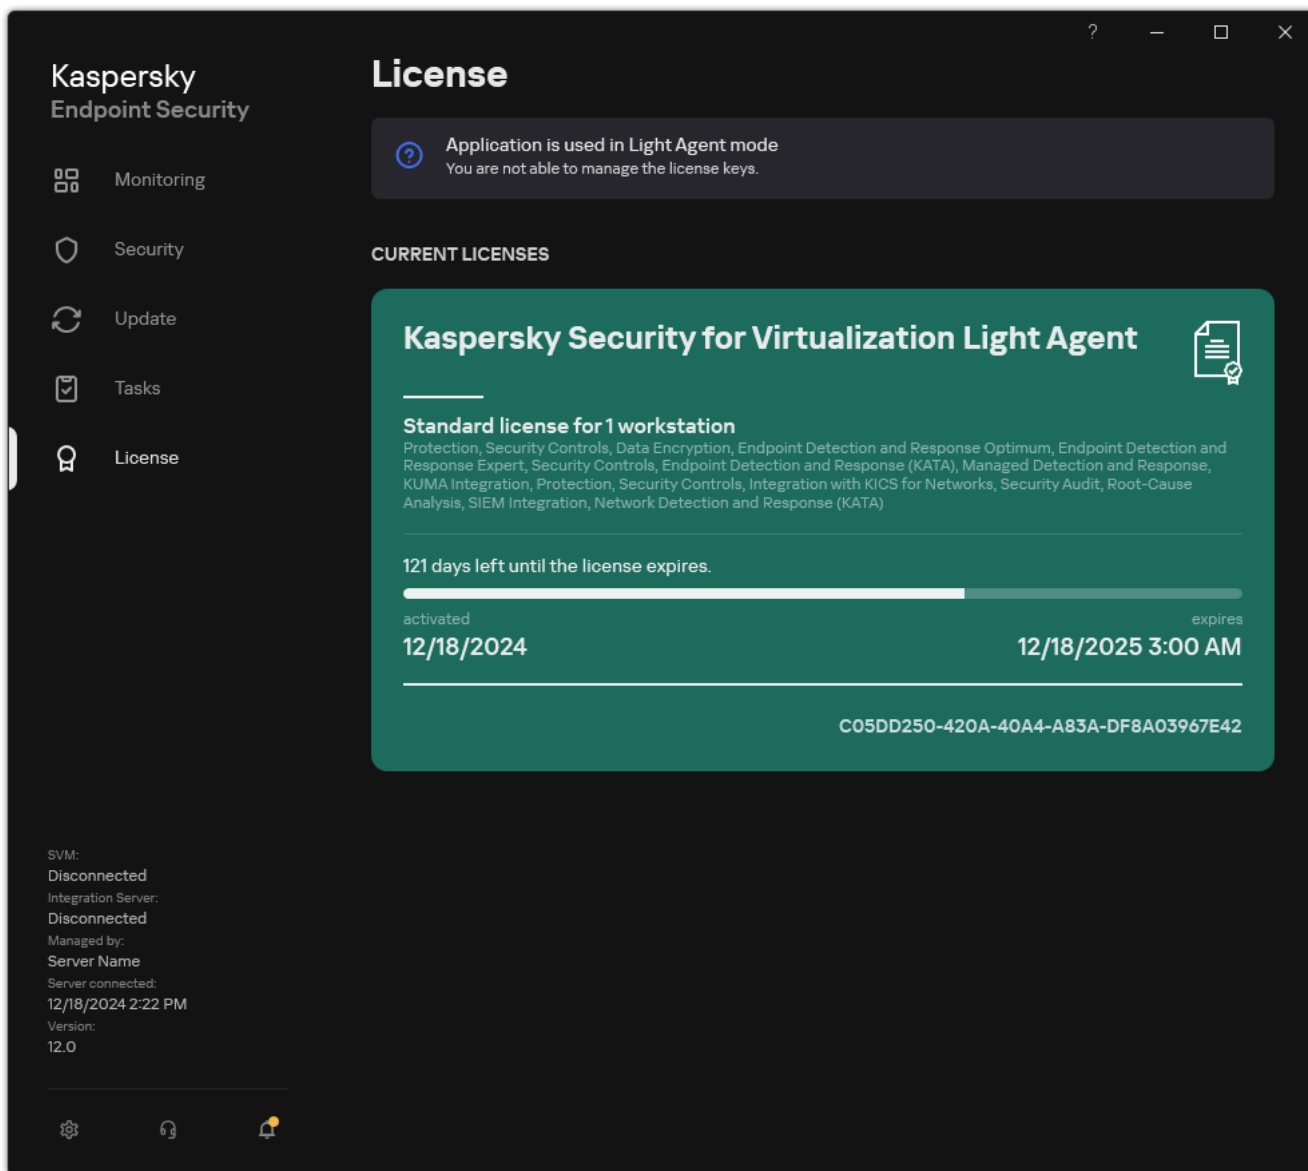 ?
Kaspersky
Endpoint Security
Monitoring
Security
Update
Tasks
License
SVM:
Disconnected
Integration Server:
Disconnected
Managed by:
Server Name
Server connected:
12/18/2024 2:22 PM
Version:
12.0
License
Application is used in Light Agent mode
You are not able to manage the license keys.
CURRENT LICENSES
Kaspersky Security for Virtualization Light Agent
Standard license for 1 workstation
Protection, Security Controls, Data Encryption, Endpoint Detection and Response Optimum, Endpoint Detection and
Response Expert, Security Controls, Endpoint Detection and Response (KATA), Managed Detection and Response,
KUMA Integration, Protection, Security Controls, Integration with KICS for Networks, Security Audit, Root-Cause
Analysis, SIEM Integration, Network Detection and Response (KATA)
121 days left until the license expires.
activated expires
12/18/2024 12/18/2025 3:00 AM
C05DD250-420A-40A4-A83A-DF8A03967E42